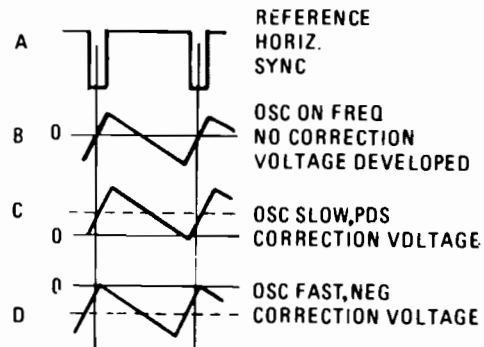 A
REFERENCE
HORIZ.
SYNC
B
0
OSC ON FREQ
NO CORRECTION
VOLTAGE DEVELOPED
C
0
OSC SLOW,PDS
CORRECTION VDLTAGE
0
D
OSC FAST,NEG
CORRECTION VOLTAGE